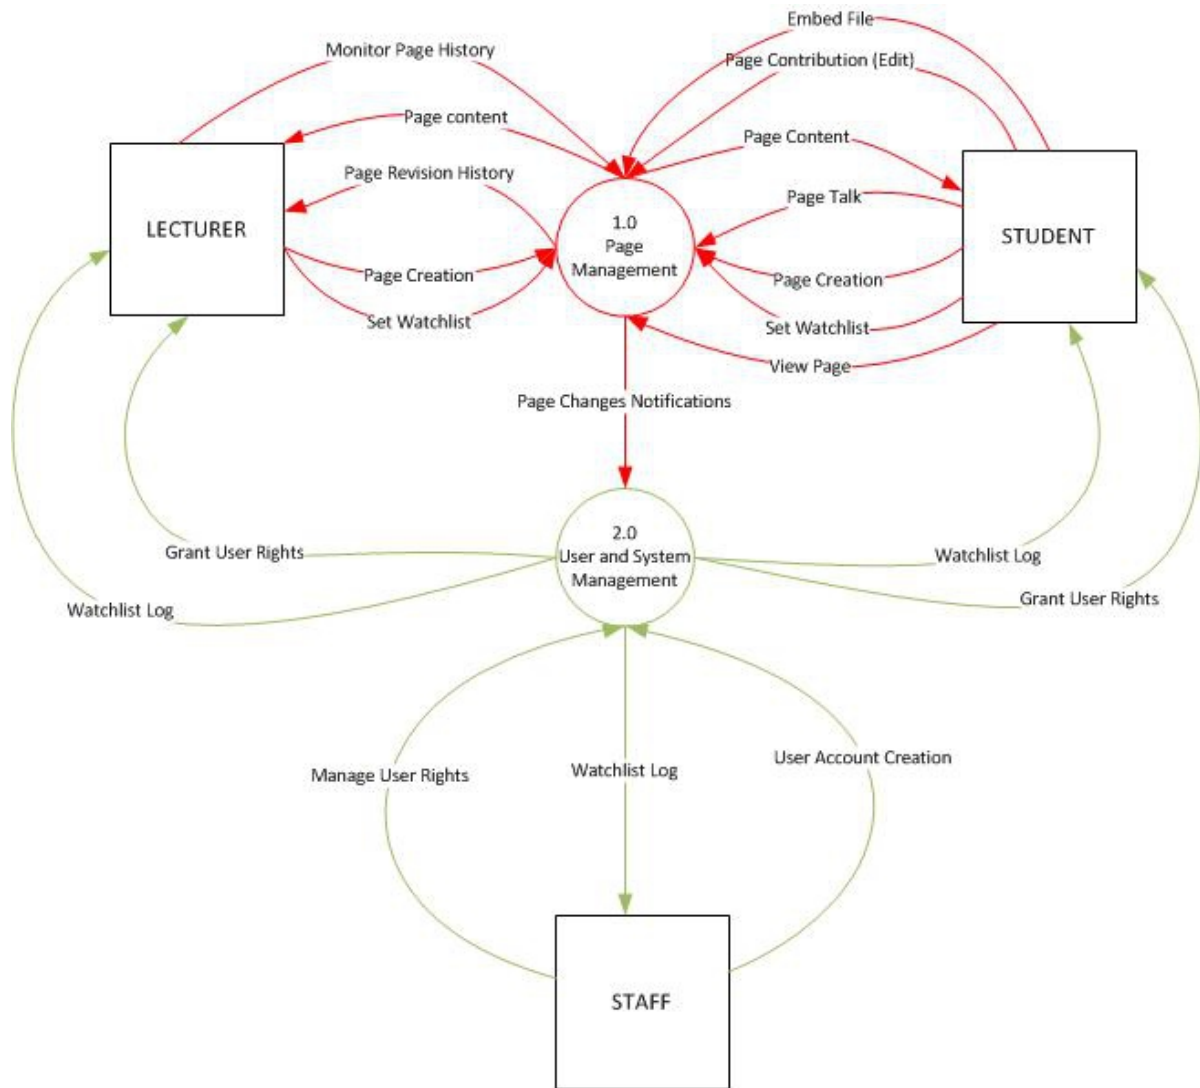 Embed File
Monitor Page History
Page Contribution (Edit)
Page content
Page Content
Page Revision History
Page Talk
LECTURER
1.0
Page
Management
STUDENT
Page Creation
Page Creation
Set Watchlist
Set Watchlist
View Page
Page Changes Notifications
2.0
User and System
Management
Grant User Rights
Watchlist Log
Watchlist Log
Grant User Rights
Manage User Rights
Watchlist Log
User Account Creation
STAFF